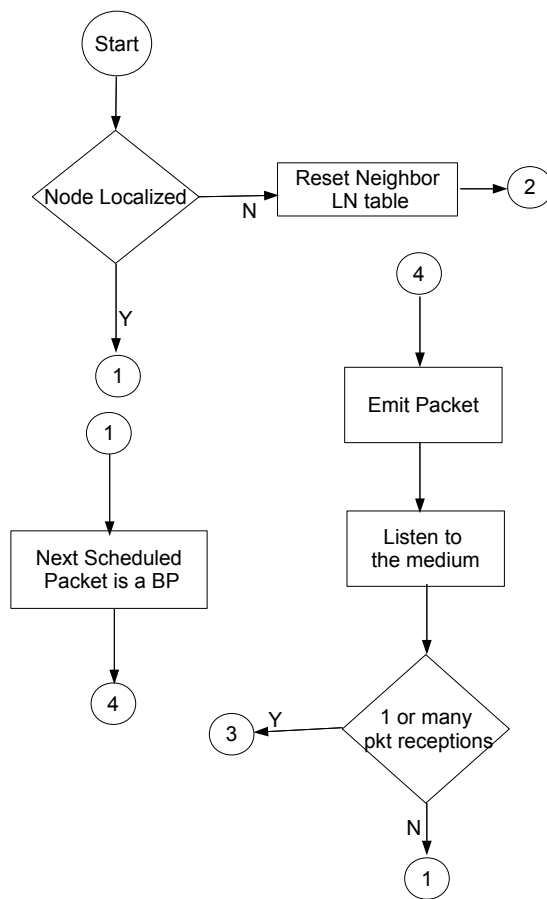 Start
Node Localized
N
Reset Neighbor
LN table
2
Y
1
1
Next Scheduled
Packet is a BP
4
4
Emit Packet
Listen to
the medium
1 or many
pkt receptions
Y
3
N
1